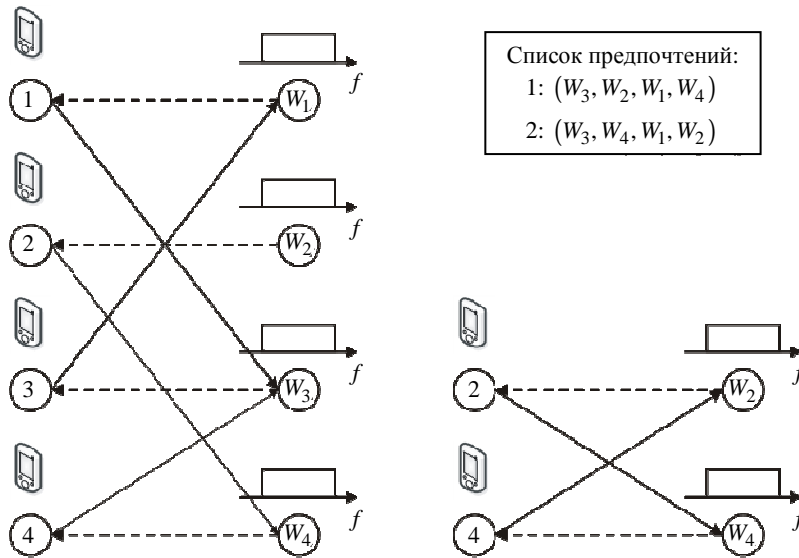 f
1
W₁
Список предпочтений:
1: (W₃, W₂, W₁, W₄)
2: (W₃, W₄, W₁, W₂)
f
2
W₂
f
3
W₃
f
2
W₂
f
4
W₄
f
4
W₄